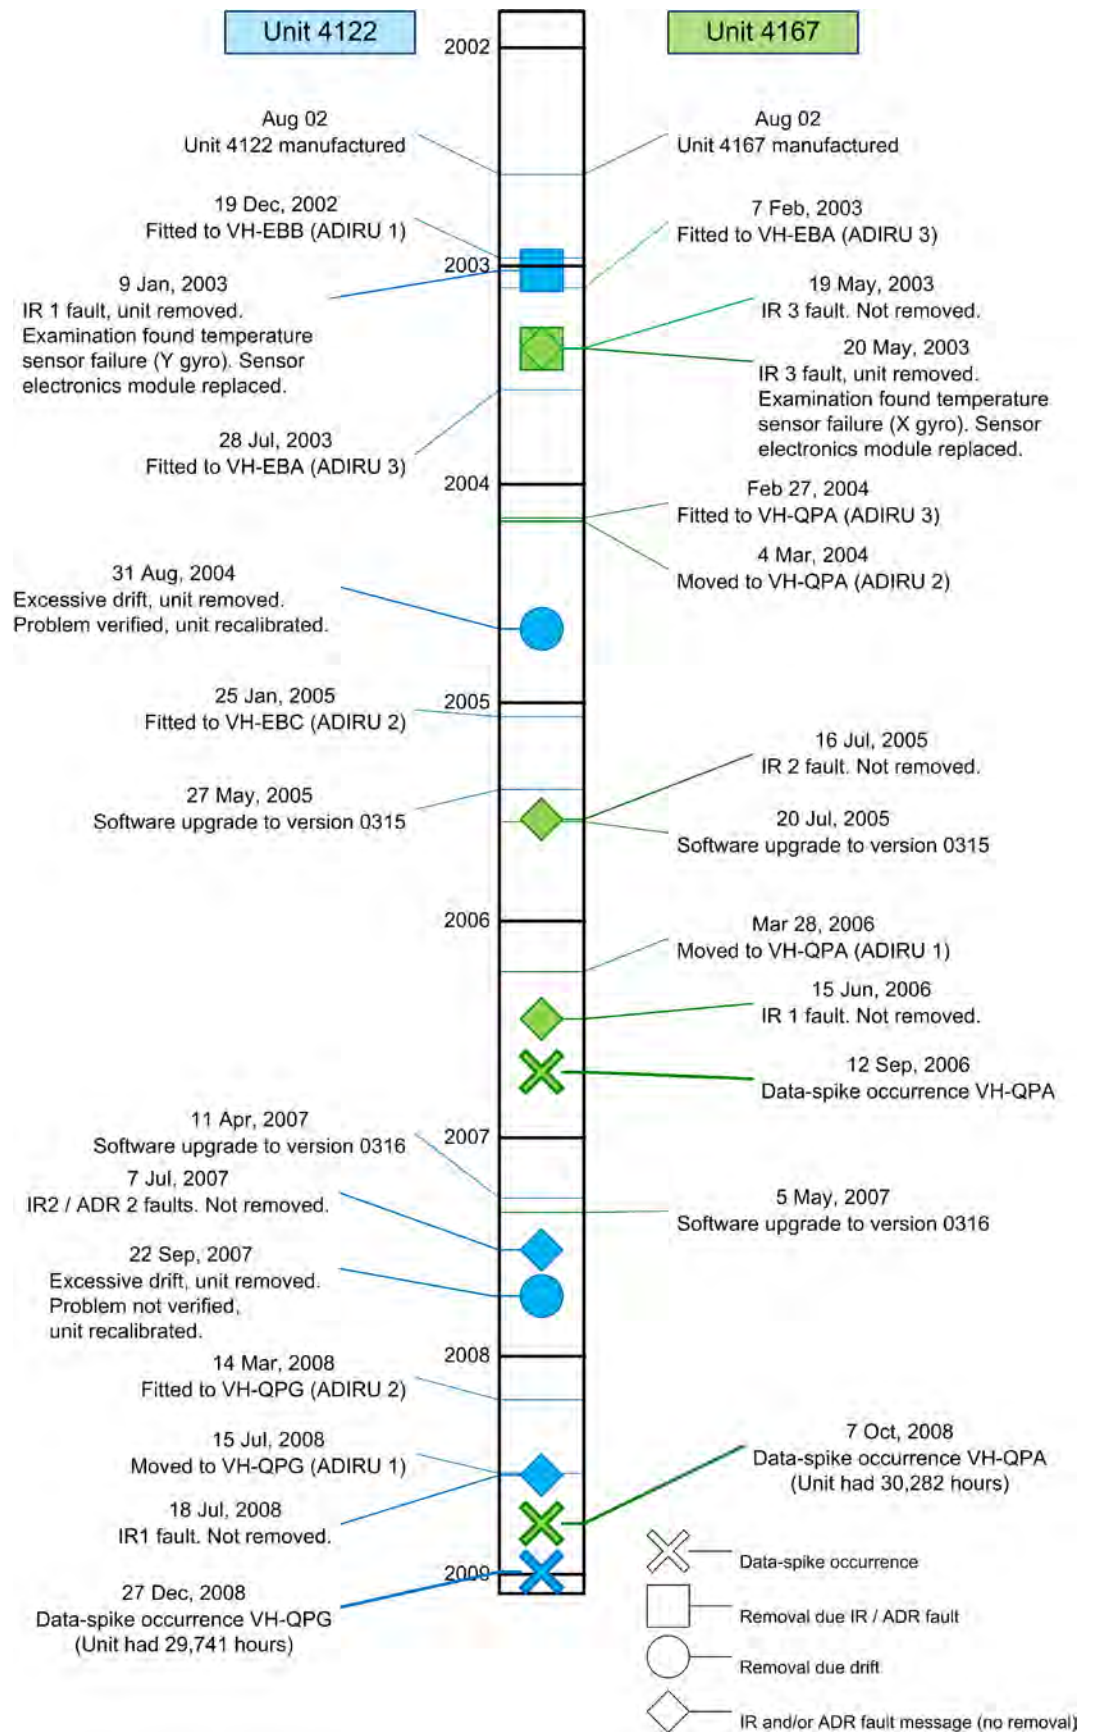 Unit 4122
Unit 4167
2002
Aug 02
Unit 4122 manufactured
Aug 02
Unit 4167 manufactured
19 Dec, 2002
Fitted to VH-EBB (ADIRU 1)
7 Feb, 2003
Fitted to VH-EBA (ADIRU 3)
2003
9 Jan, 2003
IR 1 fault, unit removed.
Examination found temperature
sensor failure (Y gyro). Sensor
electronics module replaced.
19 May, 2003
IR 3 fault. Not removed.
20 May, 2003
IR 3 fault, unit removed.
Examination found temperature
sensor failure (X gyro). Sensor
electronics module replaced.
28 Jul, 2003
Fitted to VH-EBA (ADIRU 3)
2004
Feb 27, 2004
Fitted to VH-QPA (ADIRU 3)
4 Mar, 2004
Moved to VH-QPA (ADIRU 2)
31 Aug, 2004
Excessive drift, unit removed.
Problem verified, unit recalibrated.
2005
25 Jan, 2005
Fitted to VH-EBC (ADIRU 2)
16 Jul, 2005
IR 2 fault. Not removed.
27 May, 2005
Software upgrade to version 0315
20 Jul, 2005
Software upgrade to version 0315
2006
Mar 28, 2006
Moved to VH-QPA (ADIRU 1)
15 Jun, 2006
IR 1 fault. Not removed.
12 Sep, 2006
Data-spike occurrence VH-QPA
11 Apr, 2007
Software upgrade to version 0316
2007
7 Jul, 2007
IR2 / ADR 2 faults. Not removed.
5 May, 2007
Software upgrade to version 0316
22 Sep, 2007
Excessive drift, unit removed.
Problem not verified,
unit recalibrated.
2008
14 Mar, 2008
Fitted to VH-QPG (ADIRU 2)
15 Jul, 2008
Moved to VH-QPG (ADIRU 1)
7 Oct, 2008
Data-spike occurrence VH-QPA
(Unit had 30,282 hours)
18 Jul, 2008
IR1 fault. Not removed.
2009
27 Dec, 2008
Data-spike occurrence VH-QPG
(Unit had 29,741 hours)
Data-spike occurrence
Removal due IR / ADR fault
Removal due drift
IR and/or ADR fault message (no removal)